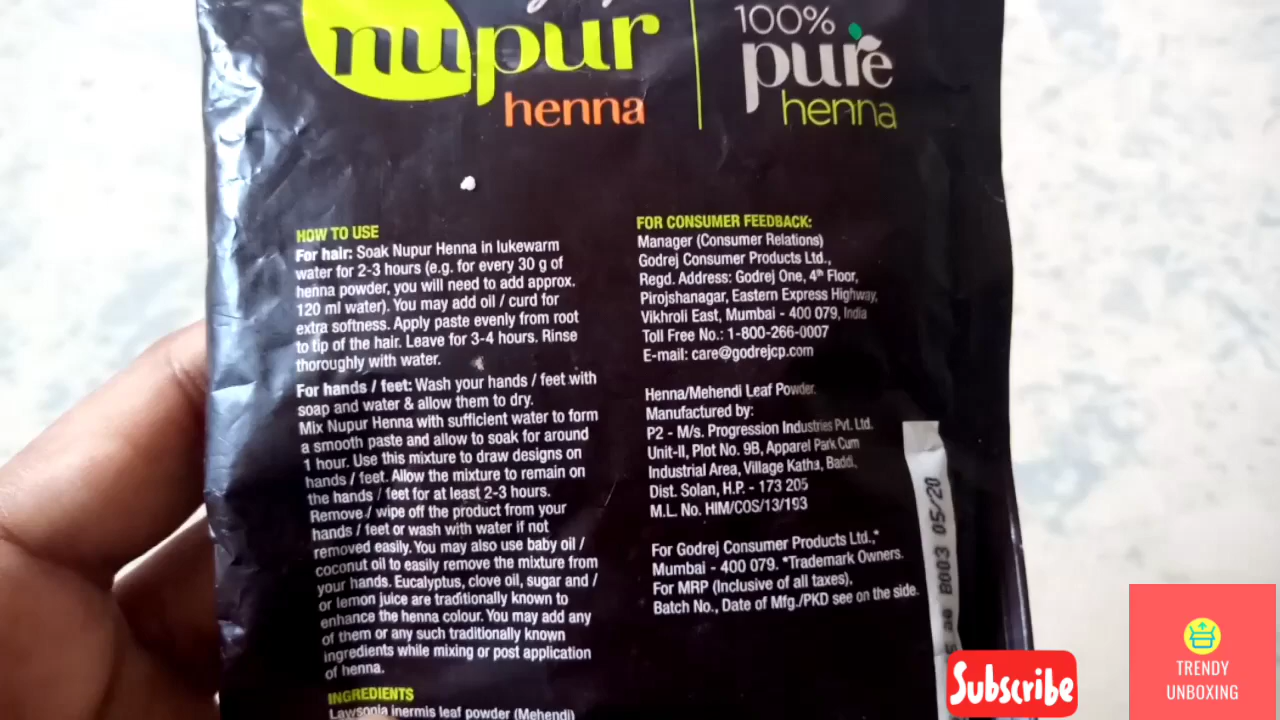 nupur
henna
100%
pure
henna
HOW TO USE
For hair: Soak Nupur Henna in lukewarm
water for 2-3 hours (e.g. for every 30 g of
henna powder, you will need to add approx.
120 ml water). You may add oil / curd for
extra softness. Apply paste evenly from root
to tip of the hair. Leave for 3-4 hours. Rinse
thoroughly with water.
For hands / feet: Wash your hands / feet with
soap and water & allow them to dry.
Mix Nupur Henna with sufficient water to form
a smooth paste and allow to soak for around
1 hour. Use this mixture to draw designs on
hands / feet. Allow the mixture to remain on
the hands / feet for at least 2-3 hours.
Remove / wipe off the product from your
hands / feet or wash with water if not
removed easily. You may also use baby oil /
coconut oil to easily remove the mixture from
your hands. Eucalyptus, clove oil, sugar and /
or lemon juice are traditionally known to
enhance the henna colour. You may add any
of them or any such traditionally known
ingredients while mixing or post application
of henna.
INGREDIENTS
Lawsonia inermis leaf powder (Mehendi)
FOR CONSUMER FEEDBACK:
Manager (Consumer Relations)
Godrej Consumer Products Ltd.,
Regd. Address: Godrej One, 4th Floor,
Pirojshanagar, Eastern Express Highway,
Vikhroli East, Mumbai - 400 079, India
Toll Free No.: 1-800-266-0007
E-mail: care@godrejcp.com
Henna/Mehendi Leaf Powder.
Manufactured by:
P2 - M/s. Progression Industries Pvt. Ltd.
Unit-II, Plot No. 9B, Apparel Park Cum
Industrial Area, Village Katha, Baddi,
Dist. Solan, H.P. - 173 205
M.L. No. HIM/COS/13/193
For Godrej Consumer Products Ltd.,*
Mumbai - 400 079. *Trademark Owners.
For MRP (Inclusive of all taxes),
Batch No., Date of Mfg./PKD see on the side.
B003 05/20
Subscribe
TRENDY
UNBOXING